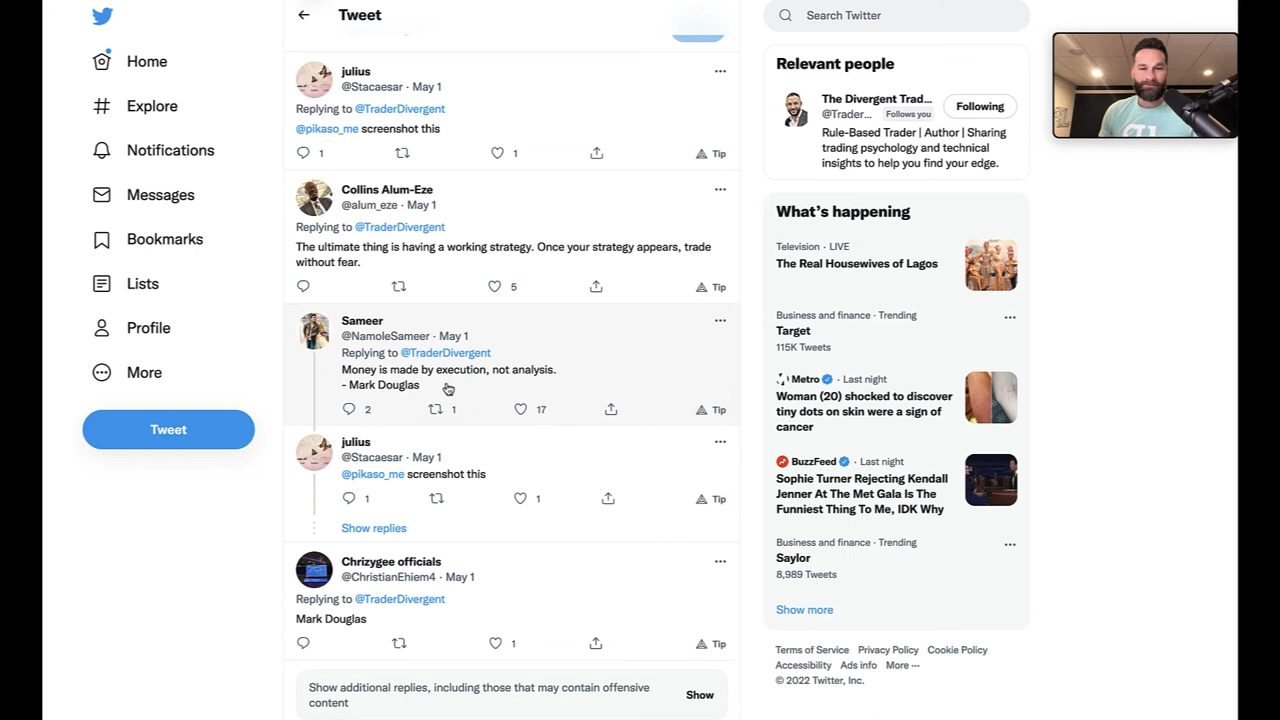 Home
Explore
Notifications
Messages
Bookmarks
Lists
Profile
More
Tweet
Tweet
julius
@Stacaesar · May 1
Replying to @TraderDivergent
@pikaso_me screenshot this
1
1
Tip
Collins Alum-Eze
@alum_eze · May 1
Replying to @TraderDivergent
The ultimate thing is having a working strategy. Once your strategy appears, trade
without fear.
5
Tip
Sameer
@NamoleSameer · May 1
Replying to @TraderDivergent
Money is made by execution, not analysis.
- Mark Douglas
2
1
17
Tip
julius
@Stacaesar · May 1
@pikaso_me screenshot this
1
1
Tip
Show replies
Chrizygee officials
@ChristianEhiem4 · May 1
Replying to @TraderDivergent
Mark Douglas
1
Tip
Show additional replies, including those that may contain offensive
content
Show
Search Twitter
Relevant people
The Divergent Trad...
@Trader... Follows you
Following
Rule-Based Trader | Author | Sharing
trading psychology and technical
insights to help you find your edge.
What's happening
Television · LIVE
The Real Housewives of Lagos
Business and finance · Trending
Target
115K Tweets
Metro · Last night
Woman (20) shocked to discover
tiny dots on skin were a sign of
cancer
BuzzFeed · Last night
Sophie Turner Rejecting Kendall
Jenner At The Met Gala Is The
Funniest Thing To Me, IDK Why
Business and finance · Trending
Saylor
8,989 Tweets
Show more
Terms of Service Privacy Policy Cookie Policy
Accessibility Ads info More ···
© 2022 Twitter, Inc.